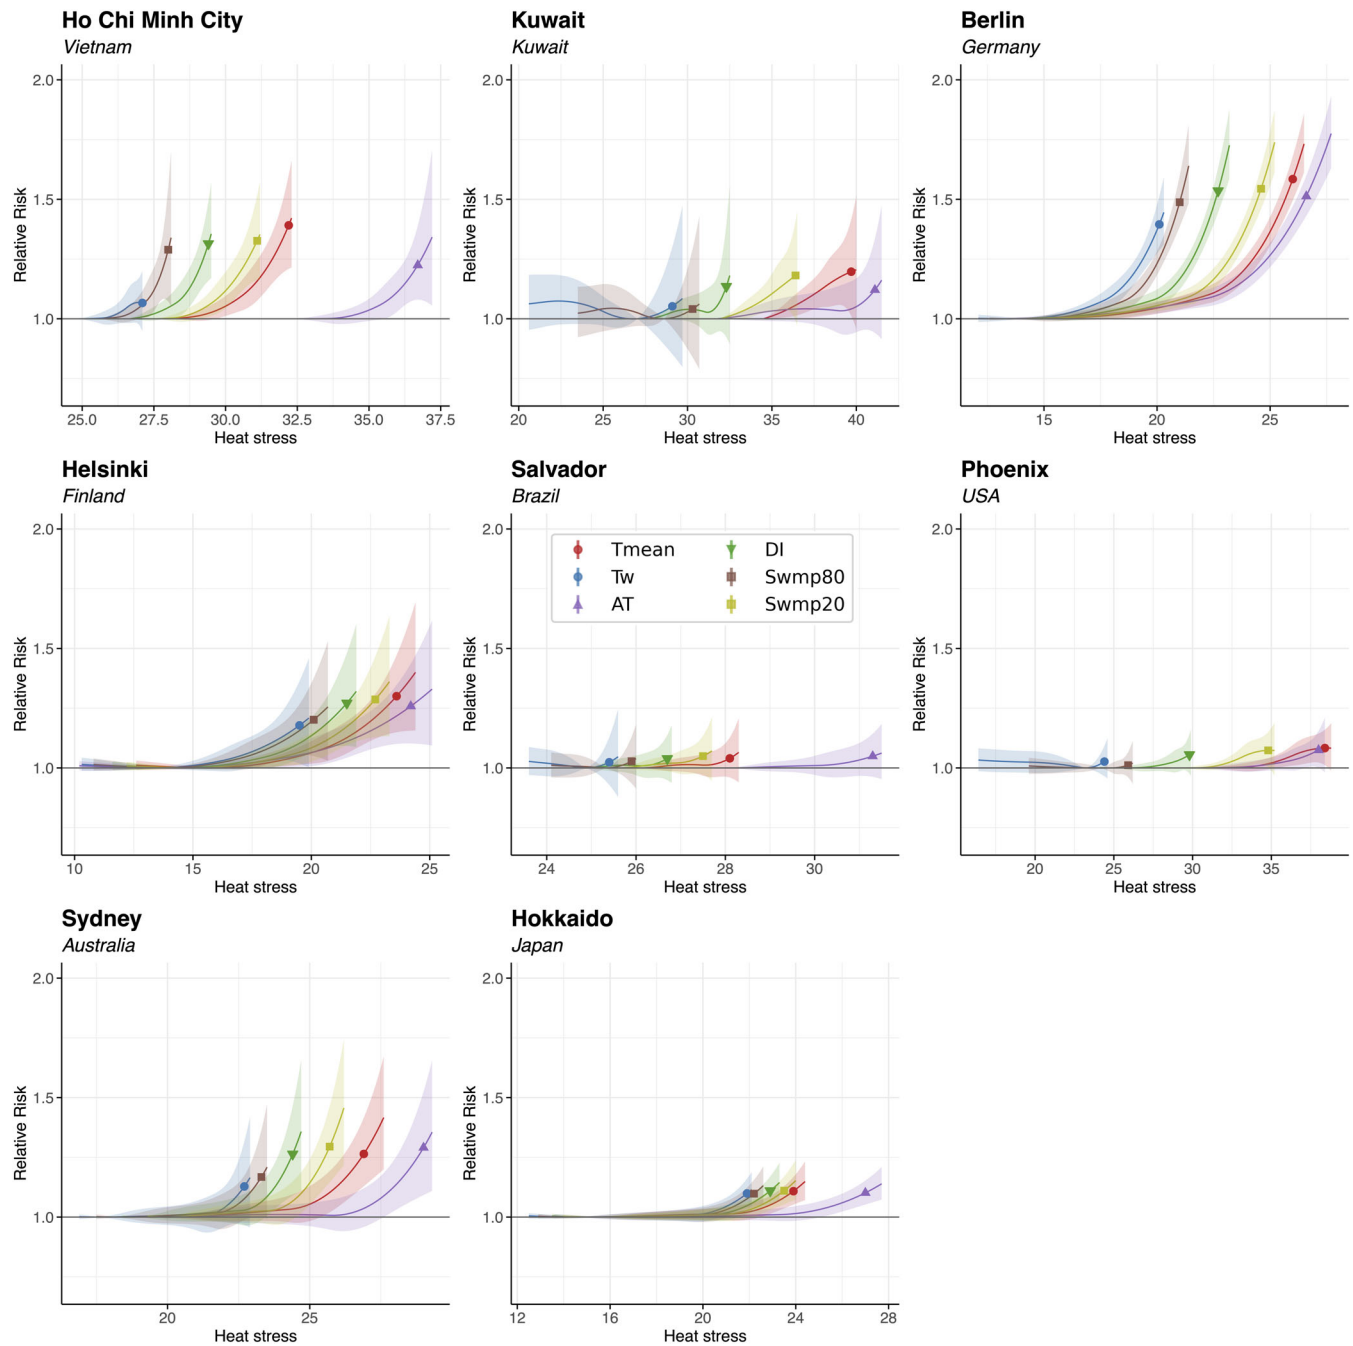 Ho Chi Minh City
Vietnam
Relative Risk
2.0
1.5
1.0
25.0 27.5 30.0 32.5 35.0 37.5
Heat stress
Kuwait
Kuwait
Relative Risk
2.0
1.5
1.0
20 25 30 35 40
Heat stress
Berlin
Germany
Relative Risk
2.0
1.5
1.0
15 20 25
Heat stress
Helsinki
Finland
Relative Risk
2.0
1.5
1.0
10 15 20 25
Heat stress
Salvador
Brazil
Relative Risk
2.0
1.5
1.0
Tmean DI
Tw Swmp80
AT Swmp20
24 26 28 30
Heat stress
Phoenix
USA
Relative Risk
2.0
1.5
1.0
20 25 30 35
Heat stress
Sydney
Australia
Relative Risk
2.0
1.5
1.0
20 25
Heat stress
Hokkaido
Japan
Relative Risk
2.0
1.5
1.0
12 16 20 24 28
Heat stress